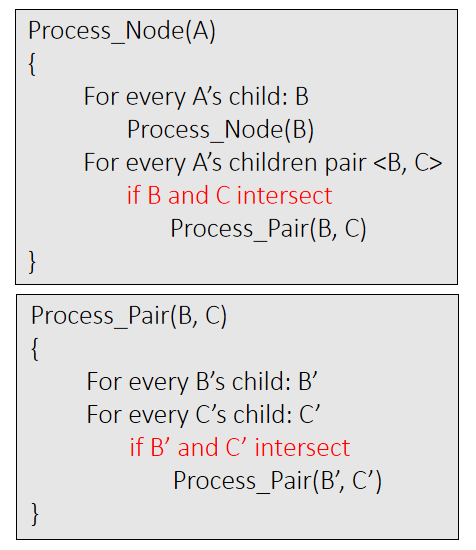 Process_Node(A)
{
For every A’s child: B
Process_Node(B)
For every A’s children pair <B, C>
if B and C intersect
Process_Pair(B, C)
}
Process_Pair(B, C)
{
For every B’s child: B’
For every C’s child: C’
if B’ and C’ intersect
Process_Pair(B’, C’)
}